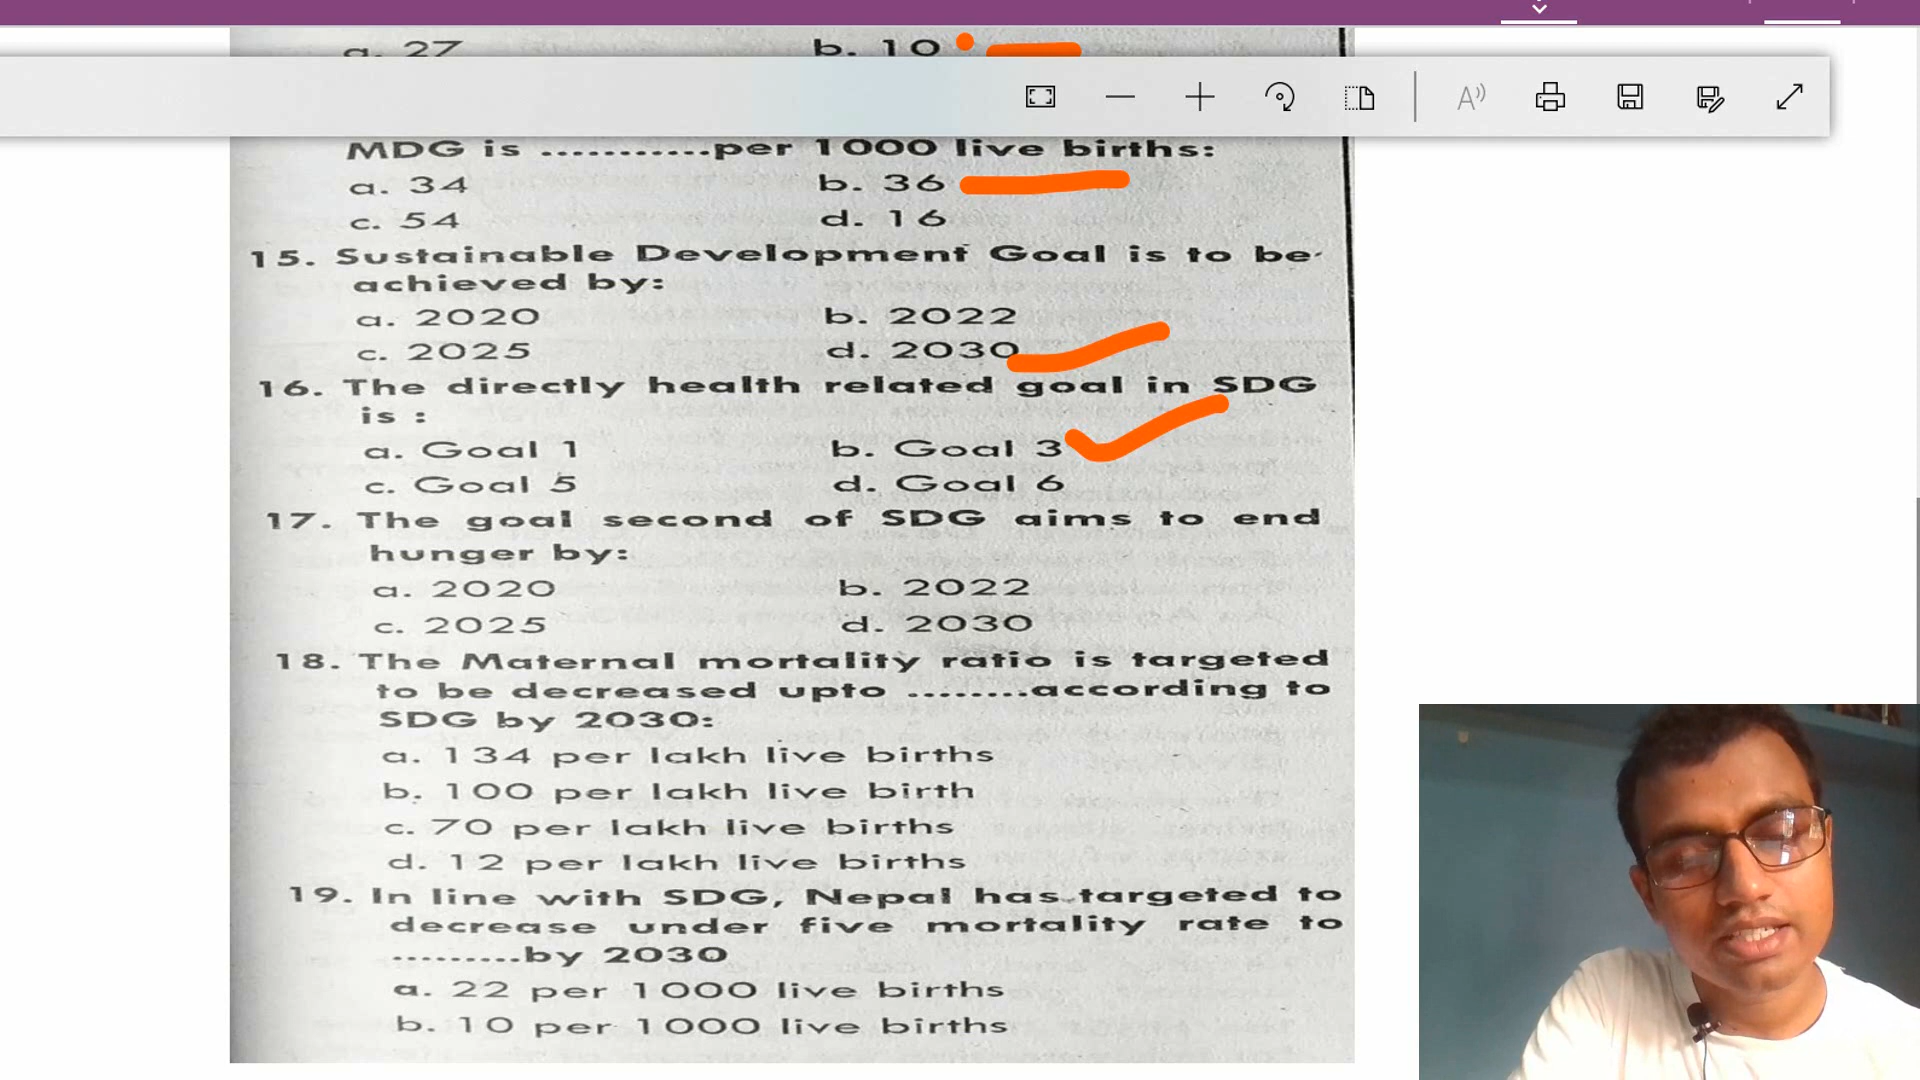 a. 27 b. 10
MDG is ............per 1000 live births:
a. 34 b. 36
c. 54 d. 16
15. Sustainable Development Goal is to be
achieved by:
a. 2020 b. 2022
c. 2025 d. 2030
16. The directly health related goal in SDG
is :
a. Goal 1 b. Goal 3
c. Goal 5 d. Goal 6
17. The goal second of SDG aims to end
hunger by:
a. 2020 b. 2022
c. 2025 d. 2030
18. The Maternal mortality ratio is targeted
to be decreased upto .........according to
SDG by 2030:
a. 134 per lakh live births
b. 100 per lakh live birth
c. 70 per lakh live births
d. 12 per lakh live births
19. In line with SDG, Nepal has targeted to
decrease under five mortality rate to
.........by 2030
a. 22 per 1000 live births
b. 10 per 1000 live births